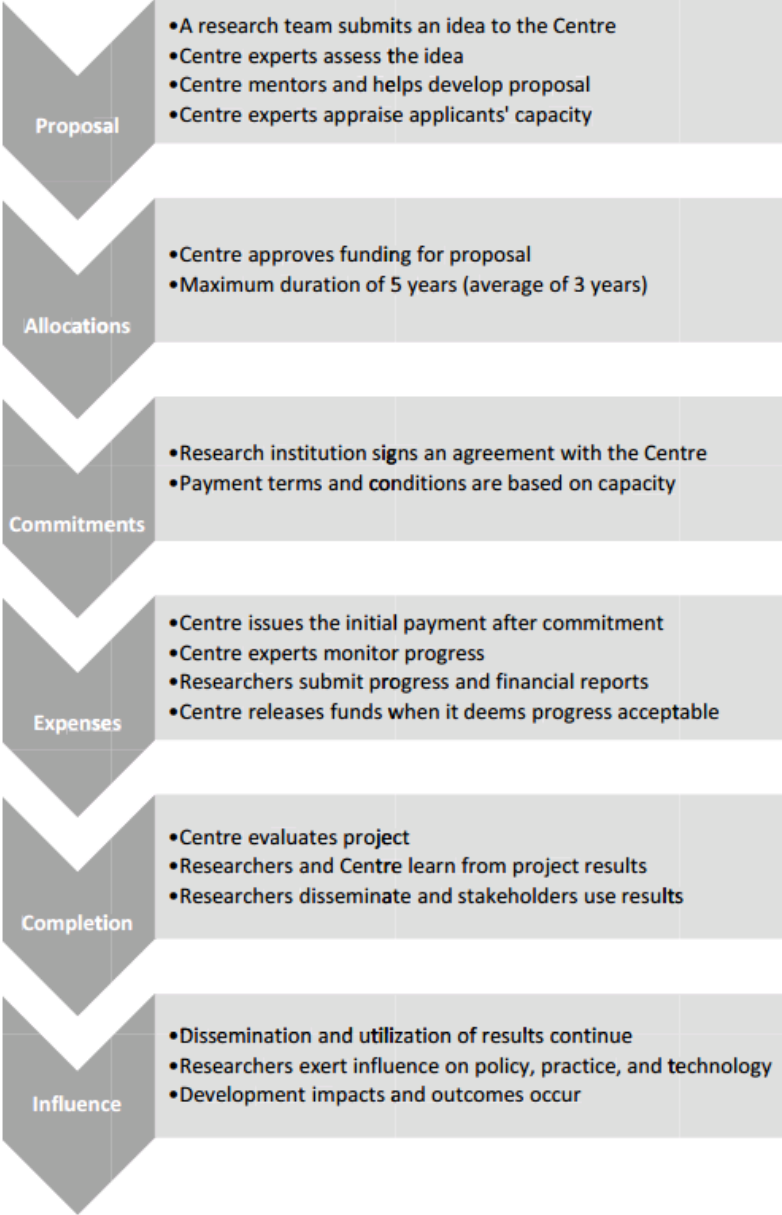 Proposal
•A research team submits an idea to the Centre
•Centre experts assess the idea
•Centre mentors and helps develop proposal
•Centre experts appraise applicants' capacity
Allocations
•Centre approves funding for proposal
•Maximum duration of 5 years (average of 3 years)
Commitments
•Research institution signs an agreement with the Centre
•Payment terms and conditions are based on capacity
Expenses
•Centre issues the initial payment after commitment
•Centre experts monitor progress
•Researchers submit progress and financial reports
•Centre releases funds when it deems progress acceptable
Completion
•Centre evaluates project
•Researchers and Centre learn from project results
•Researchers disseminate and stakeholders use results
Influence
•Dissemination and utilization of results continue
•Researchers exert influence on policy, practice, and technology
•Development impacts and outcomes occur